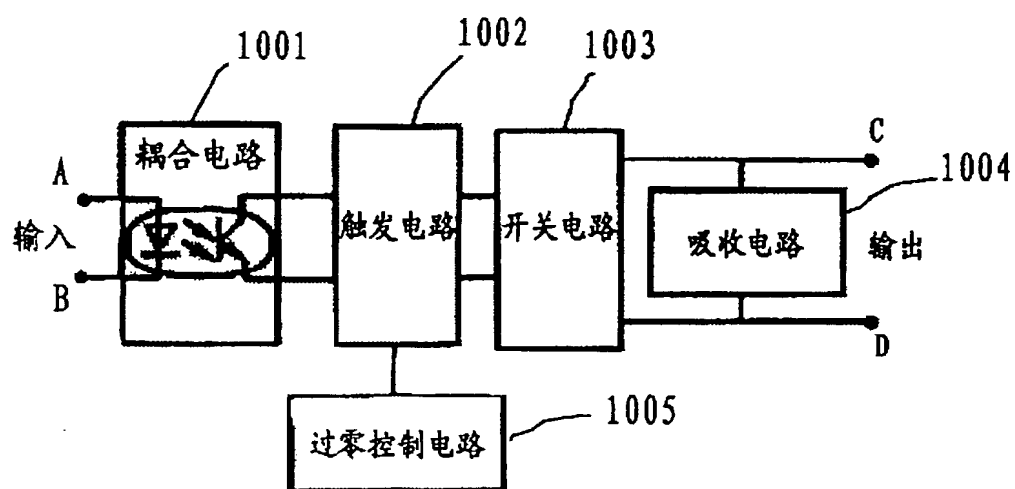 1001
1002
1003
1004
1005
耦合电路
触发电路
开关电路
吸收电路
过零控制电路
A
输入
B
C
输出
D